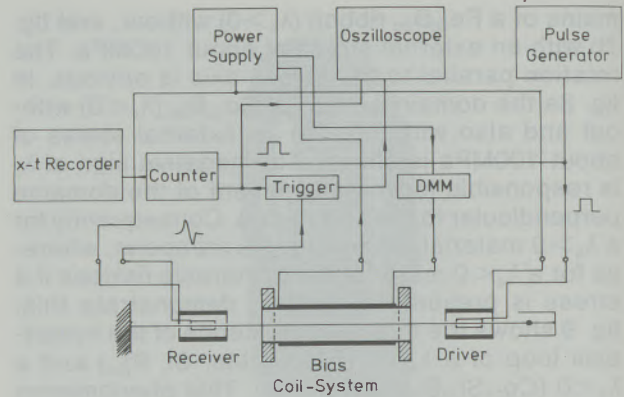 Power
Supply
Oszilloscope
Pulse
Generator
x-t Recorder
Counter
Trigger
DMM
Receiver
Bias
Coil-System
Driver